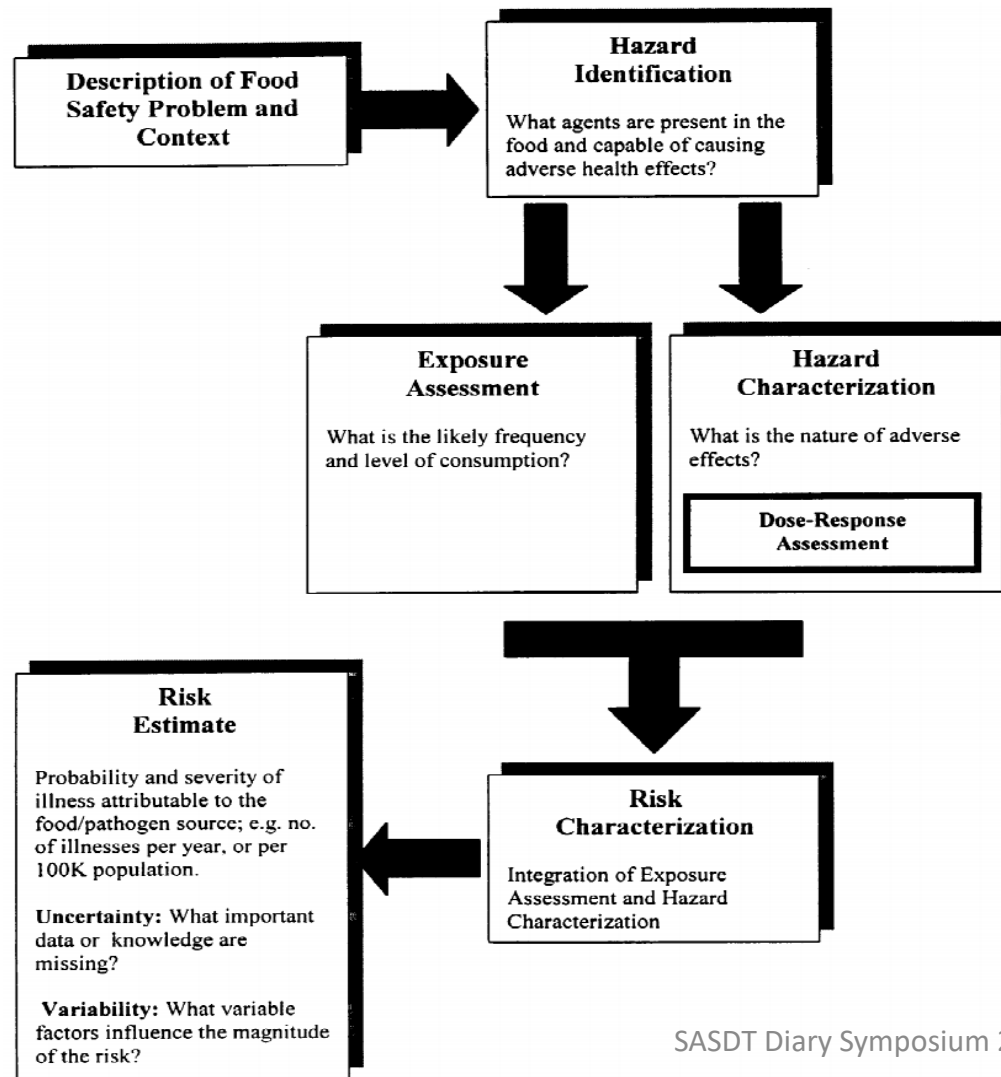 Description of Food
Safety Problem and
Context
Hazard
Identification
What agents are present in the
food and capable of causing
adverse health effects?
Exposure
Assessment
What is the likely frequency
and level of consumption?
Hazard
Characterization
What is the nature of adverse
effects?
Dose-Response
Assessment
Risk
Characterization
Integration of Exposure
Assessment and Hazard
Characterization
Risk
Estimate
Probability and severity of
illness attributable to the
food/pathogen source; e.g. no.
of illnesses per year, or per
100K population.
Uncertainty: What important
data or knowledge are
missing?
Variability: What variable
factors influence the magnitude
of the risk?
SASDT Diary Symposium 2